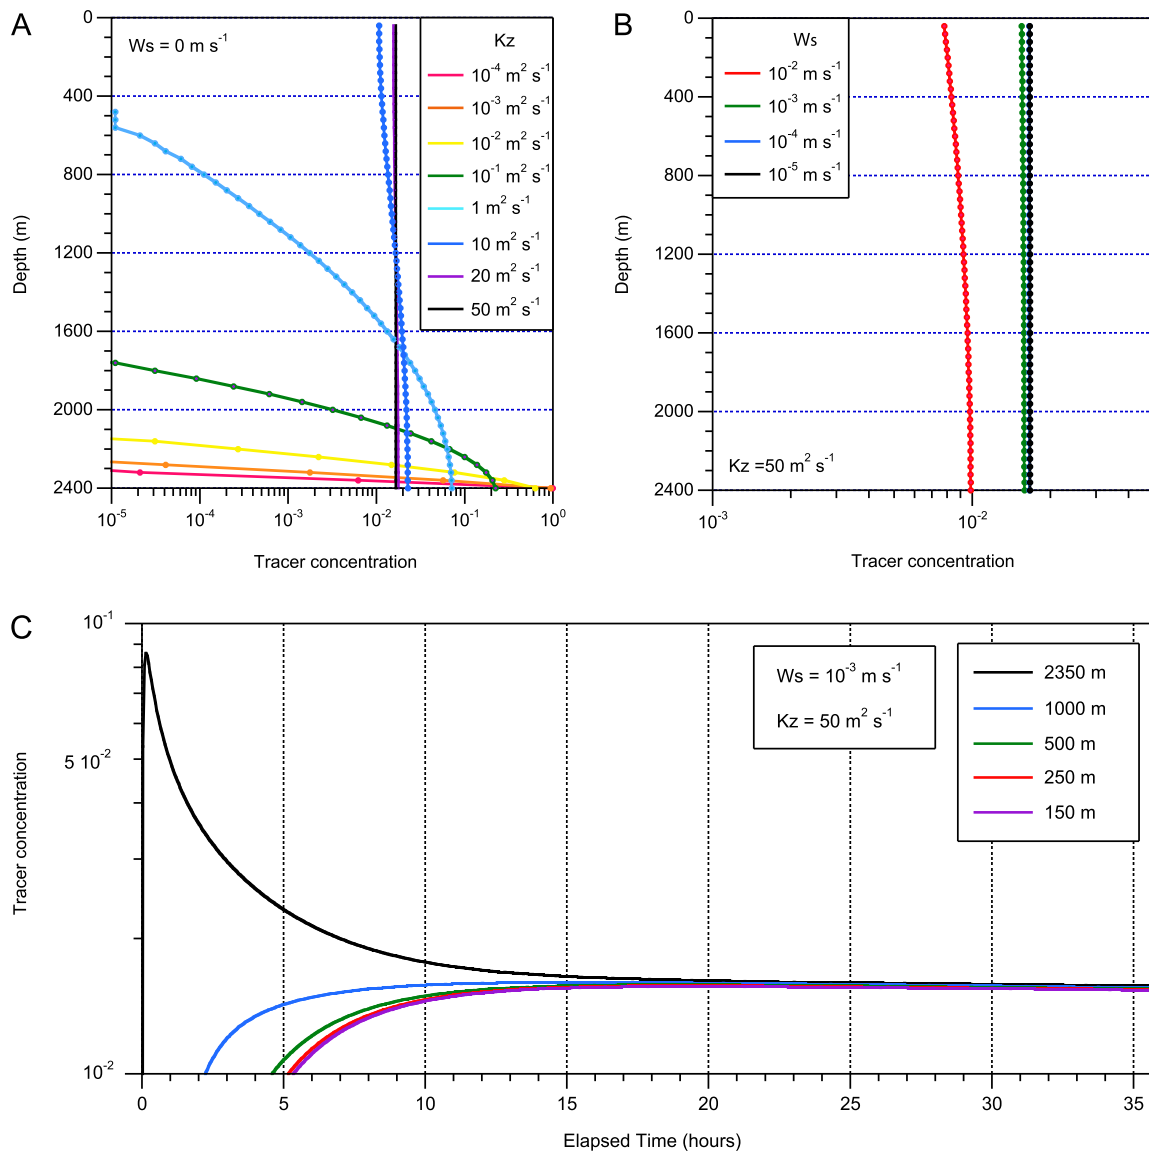 A
Ws = 0 m s⁻¹
Kz
10⁻⁴ m² s⁻¹
10⁻³ m² s⁻¹
10⁻² m² s⁻¹
10⁻¹ m² s⁻¹
1 m² s⁻¹
10 m² s⁻¹
20 m² s⁻¹
50 m² s⁻¹
0
400
800
1200
1600
2000
2400
Depth (m)
10⁻⁵ 10⁻⁴ 10⁻³ 10⁻² 10⁻¹ 10⁰
Tracer concentration
B
Ws
10⁻² m s⁻¹
10⁻³ m s⁻¹
10⁻⁴ m s⁻¹
10⁻⁵ m s⁻¹
0
400
800
1200
1600
2000
2400
Depth (m)
Kz =50 m² s⁻¹
10⁻³ 10⁻²
Tracer concentration
C
10⁻¹
5 10⁻²
10⁻²
Tracer concentration
Ws = 10⁻³ m s⁻¹
Kz = 50 m² s⁻¹
2350 m
1000 m
500 m
250 m
150 m
0 5 10 15 20 25 30 35
Elapsed Time (hours)